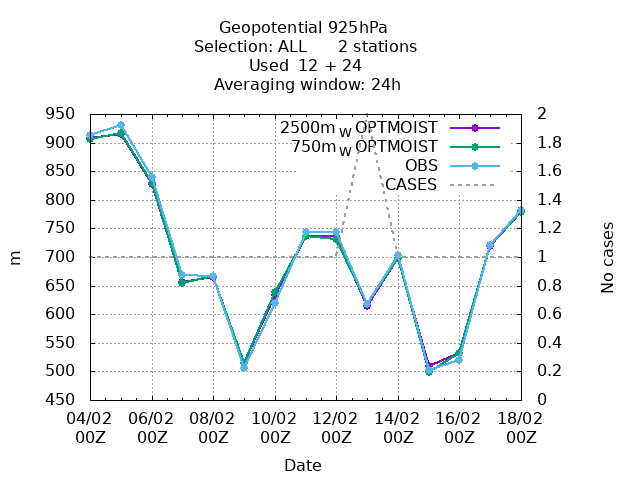 Geopotential 925hPa
Selection: ALL 2 stations
Used 12 + 24
Averaging window: 24h
950 2
900 1.8
850 1.6
800 1.4
750 1.2
700 1
650 0.8
600 0.6
550 0.4
500 0.2
450 0
2500m W OPTMOIST
750m W OPTMOIST
OBS
CASES
m
No cases
04/02 06/02 08/02 10/02 12/02 14/02 16/02 18/02
00Z 00Z 00Z 00Z 00Z 00Z 00Z 00Z
Date